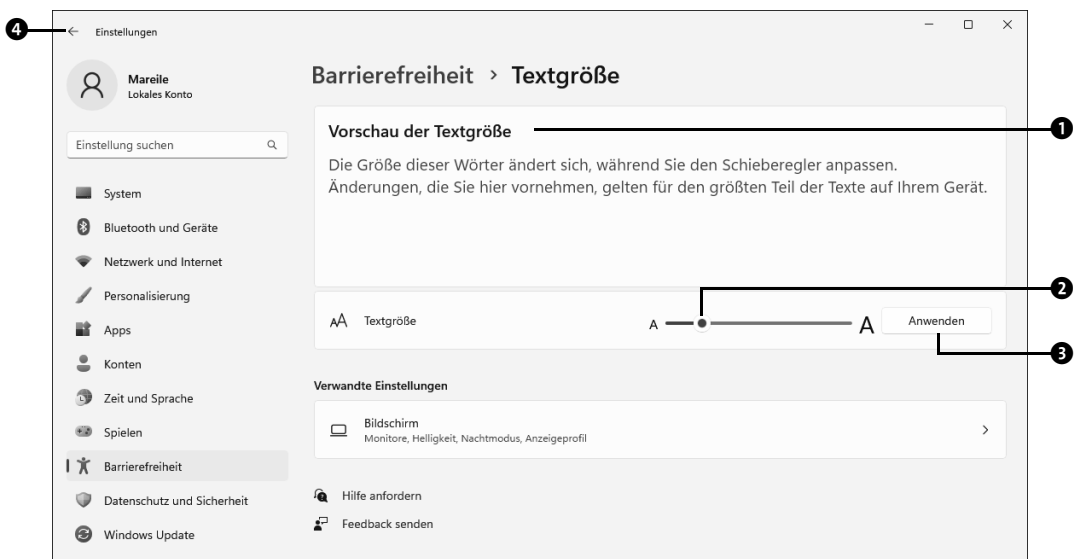 4
Einstellungen
Mareile
Lokales Konto
Einstellung suchen
System
Bluetooth und Geräte
Netzwerk und Internet
Personalisierung
Apps
Konten
Zeit und Sprache
Spielen
Barrierefreiheit
Datenschutz und Sicherheit
Windows Update
Barrierefreiheit > Textgröße
Vorschau der Textgröße
1
Die Größe dieser Wörter ändert sich, während Sie den Schieberegler anpassen.
Änderungen, die Sie hier vornehmen, gelten für den größten Teil der Texte auf Ihrem Gerät.
2
AA Textgröße A A Anwenden
3
Verwandte Einstellungen
Bildschirm
Monitore, Helligkeit, Nachtmodus, Anzeigeprofil
Hilfe anfordern
Feedback senden